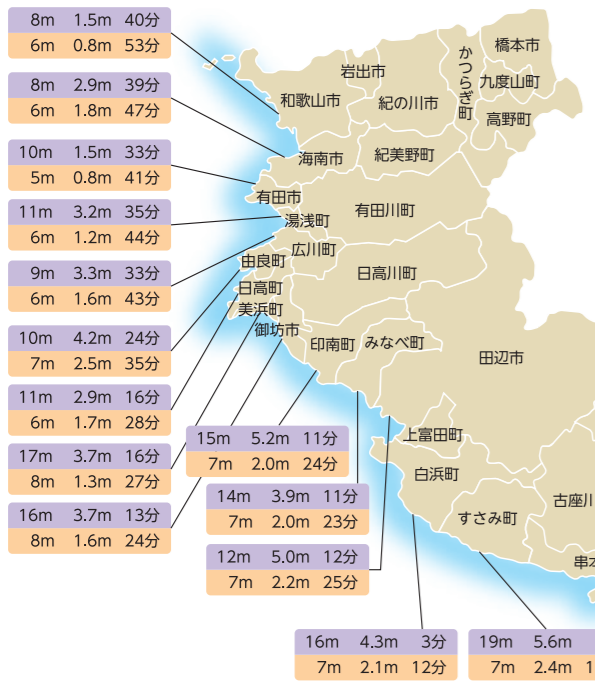 8m 1.5m 40分
6m 0.8m 53分
8m 2.9m 39分
6m 1.8m 47分
10m 1.5m 33分
5m 0.8m 41分
11m 3.2m 35分
6m 1.2m 44分
9m 3.3m 33分
6m 1.6m 43分
10m 4.2m 24分
7m 2.5m 35分
11m 2.9m 16分
6m 1.7m 28分
17m 3.7m 16分
8m 1.3m 27分
16m 3.7m 13分
8m 1.6m 24分
15m 5.2m 11分
7m 2.0m 24分
14m 3.9m 11分
7m 2.0m 23分
12m 5.0m 12分
7m 2.2m 25分
16m 4.3m 3分
7m 2.1m 12分
19m 5.6m
7m 2.4m 1
橋本市
かつらぎ町
岩出市
九度山町
和歌山市
紀の川市
高野町
海南市
紀美野町
有田市
有田川町
湯浅町
広川町
由良町
日高川町
日高町
美浜町
御坊市
印南町
みなべ町
田辺市
上富田町
白浜町
すさみ町
古座川
串本